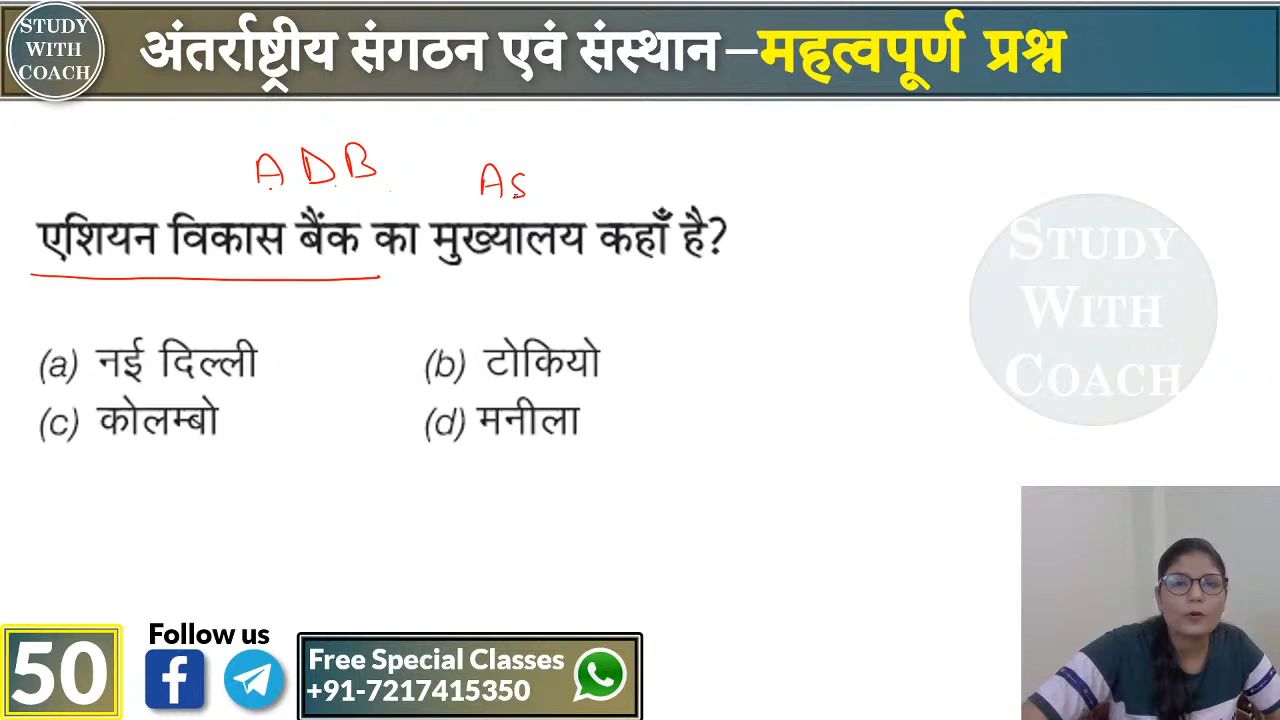 STUDY
WITH
COACH
अंतर्राष्ट्रीय संगठन एवं संस्थान–महत्वपूर्ण प्रश्न
A D B
As
एशियन विकास बैंक का मुख्यालय कहाँ है?
(a) नई दिल्ली (b) टोकियो
(c) कोलम्बो (d) मनीला
STUDY
WITH
COACH
50
Follow us
Free Special Classes
+91-7217415350